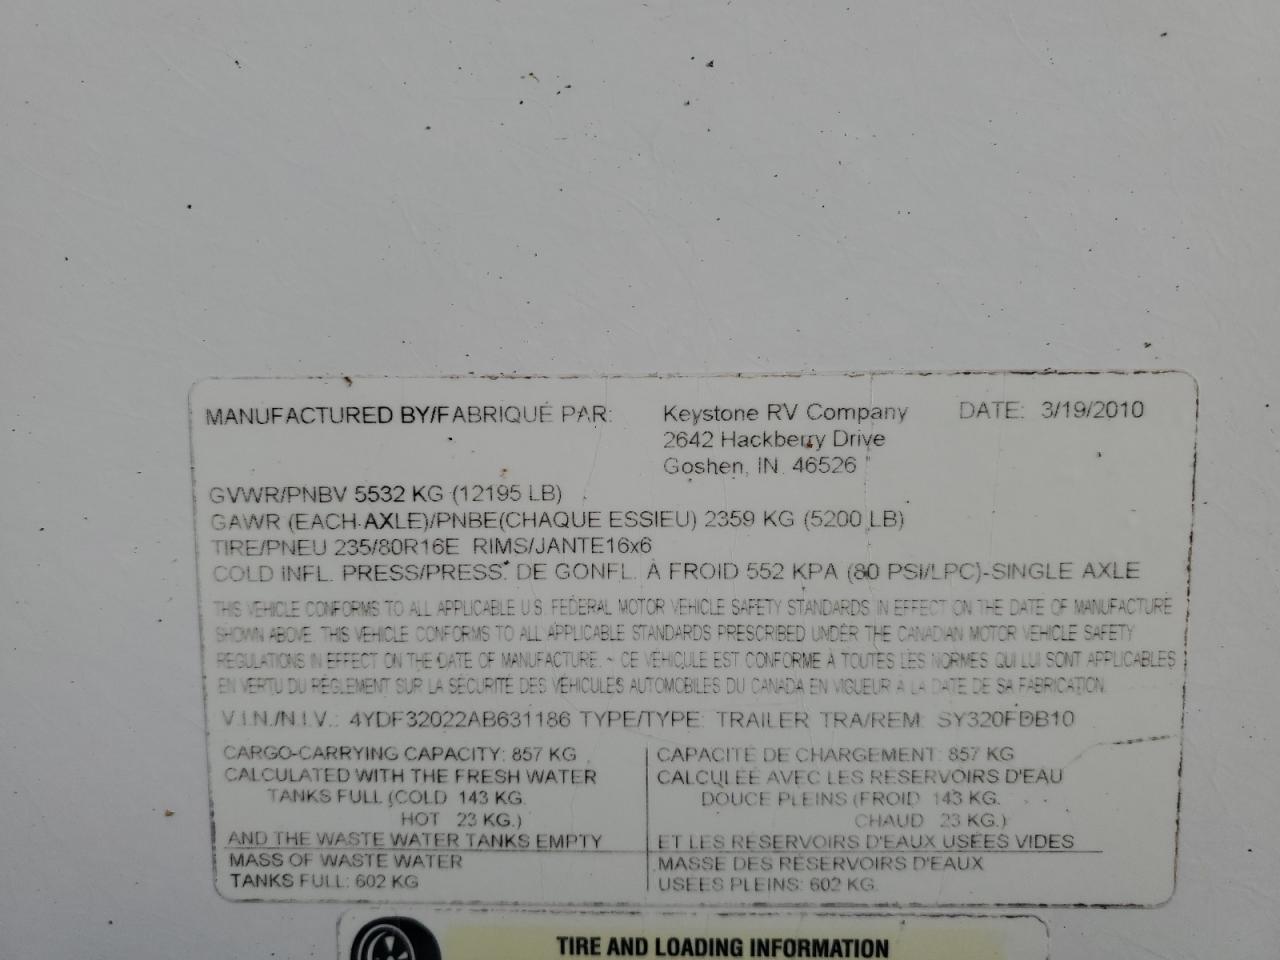 MANUFACTURED BY/FABRIQUÉ PAR: Keystone RV Company DATE: 3/19/2010
2642 Hackberry Drive
Goshen, IN 46526
GVWR/PNBV 5532 KG (12195 LB)
GAWR (EACH AXLE)/PNBE(CHAQUE ESSIEU) 2359 KG (5200 LB)
TIRE/PNEU 235/80R16E RIMS/JANTE16x6
COLD INFL. PRESS/PRESS. DE GONFL. À FROID 552 KPA (80 PSI/LPC)-SINGLE AXLE
THIS VEHICLE CONFORMS TO ALL APPLICABLE U.S. FEDERAL MOTOR VEHICLE SAFETY STANDARDS IN EFFECT ON THE DATE OF MANUFACTURE
SHOWN ABOVE. THIS VEHICLE CONFORMS TO ALL APPLICABLE STANDARDS PRESCRIBED UNDER THE CANADIAN MOTOR VEHICLE SAFETY
REGULATIONS IN EFFECT ON THE DATE OF MANUFACTURE. ~ CE VÉHICULE EST CONFORME À TOUTES LES NORMES QUI LUI SONT APPLICABLES
EN VERTU DU RÈGLEMENT SUR LA SÉCURITÉ DES VÉHICULES AUTOMOBILES DU CANADA EN VIGUEUR À LA DATE DE SA FABRICATION.
V.I.N./N.I.V.: 4YDF32022AB631186 TYPE/TYPE: TRAILER TRA/REM SY320FDB10
CARGO-CARRYING CAPACITY: 857 KG
CALCULATED WITH THE FRESH WATER
TANKS FULL (COLD 143 KG.
HOT 23 KG.)
AND THE WASTE WATER TANKS EMPTY
MASS OF WASTE WATER
TANKS FULL: 602 KG
CAPACITÉ DE CHARGEMENT: 857 KG
CALCULÉE AVEC LES RÉSERVOIRS D'EAU
DOUCE PLEINS (FROID 143 KG.
CHAUD 23 KG.)
ET LES RÉSERVOIRS D'EAUX USÉES VIDES
MASSE DES RÉSERVOIRS D'EAUX
USÉES PLEINS: 602 KG.
TIRE AND LOADING INFORMATION